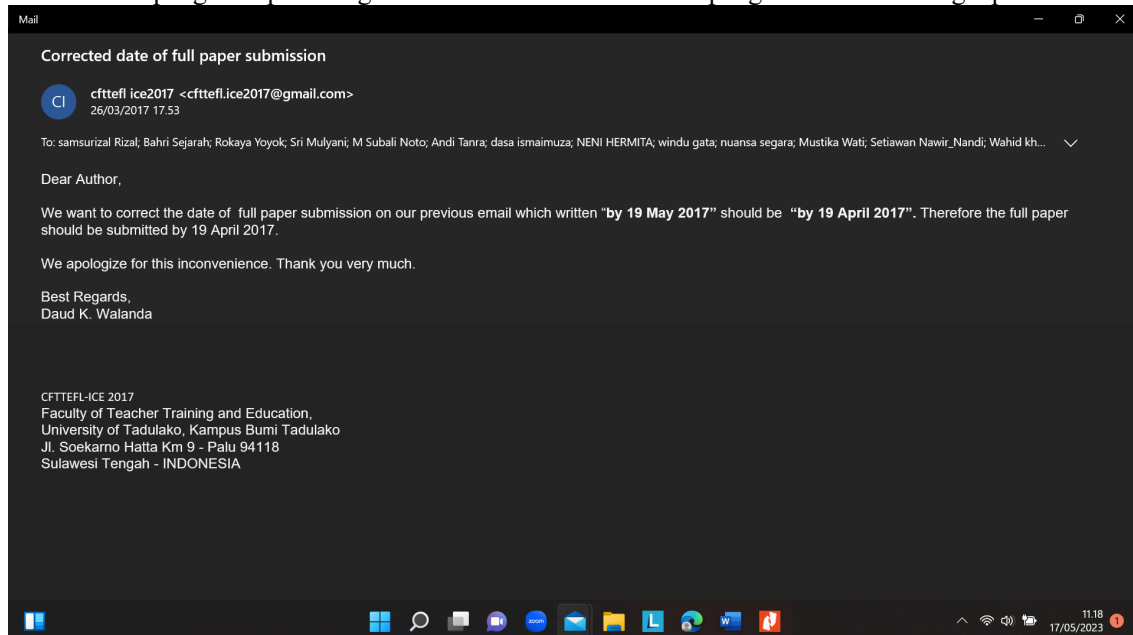 Mail
Corrected date of full paper submission
CI
cfttefl ice2017 <cfttefl.ice2017@gmail.com>
26/03/2017 17.53
To: samsurizal Rizal; Bahri Sejarah; Rokaya Yoyok; Sri Mulyani; M Subali Noto; Andi Tanra; dasa ismaimuza; NENI HERMITA; windu gata; nuansa segara; Mustika Wati; Setiawan Nawir_Nandi; Wahid kh...
Dear Author,
We want to correct the date of full paper submission on our previous email which written “by 19 May 2017” should be “by 19 April 2017”. Therefore the full paper
should be submitted by 19 April 2017.
We apologize for this inconvenience. Thank you very much.
Best Regards,
Daud K. Walanda
CFTTEFL-ICE 2017
Faculty of Teacher Training and Education,
University of Tadulako, Kampus Bumi Tadulako
Jl. Soekarno Hatta Km 9 - Palu 94118
Sulawesi Tengah - INDONESIA
zoom
L
W
11.18
17/05/2023
1